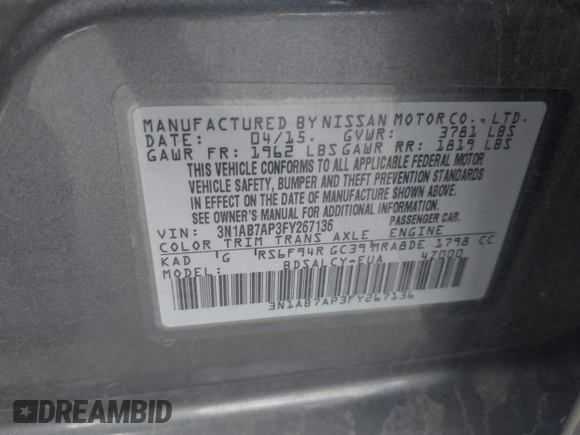 MANUFACTURED BY NISSAN MOTOR CO., LTD.
DATE: 04/15. GVWR: 3781 LBS
GAWR FR: 1962 LBS GAWR RR: 1819 LBS
THIS VEHICLE CONFORMS TO ALL APPLICABLE FEDERAL MOTOR
VEHICLE SAFETY, BUMPER AND THEFT PREVENTION STANDARDS
IN EFFECT ON THE DATE OF MANUFACTURE SHOWN ABOVE.
SEE OWNER'S MANUAL FOR ADDITIONAL INFORMATION.
VIN: 3N1AB7AP3FY267136 PASSENGER CAR
COLOR TRIM TRANS AXLE ENGINE
KAD G RS6F94R GC39 MRA8DE 1798 CC
MODEL: BDSALCY-EUA 47000
3N1AB7AP3FY267136
DREAMBID